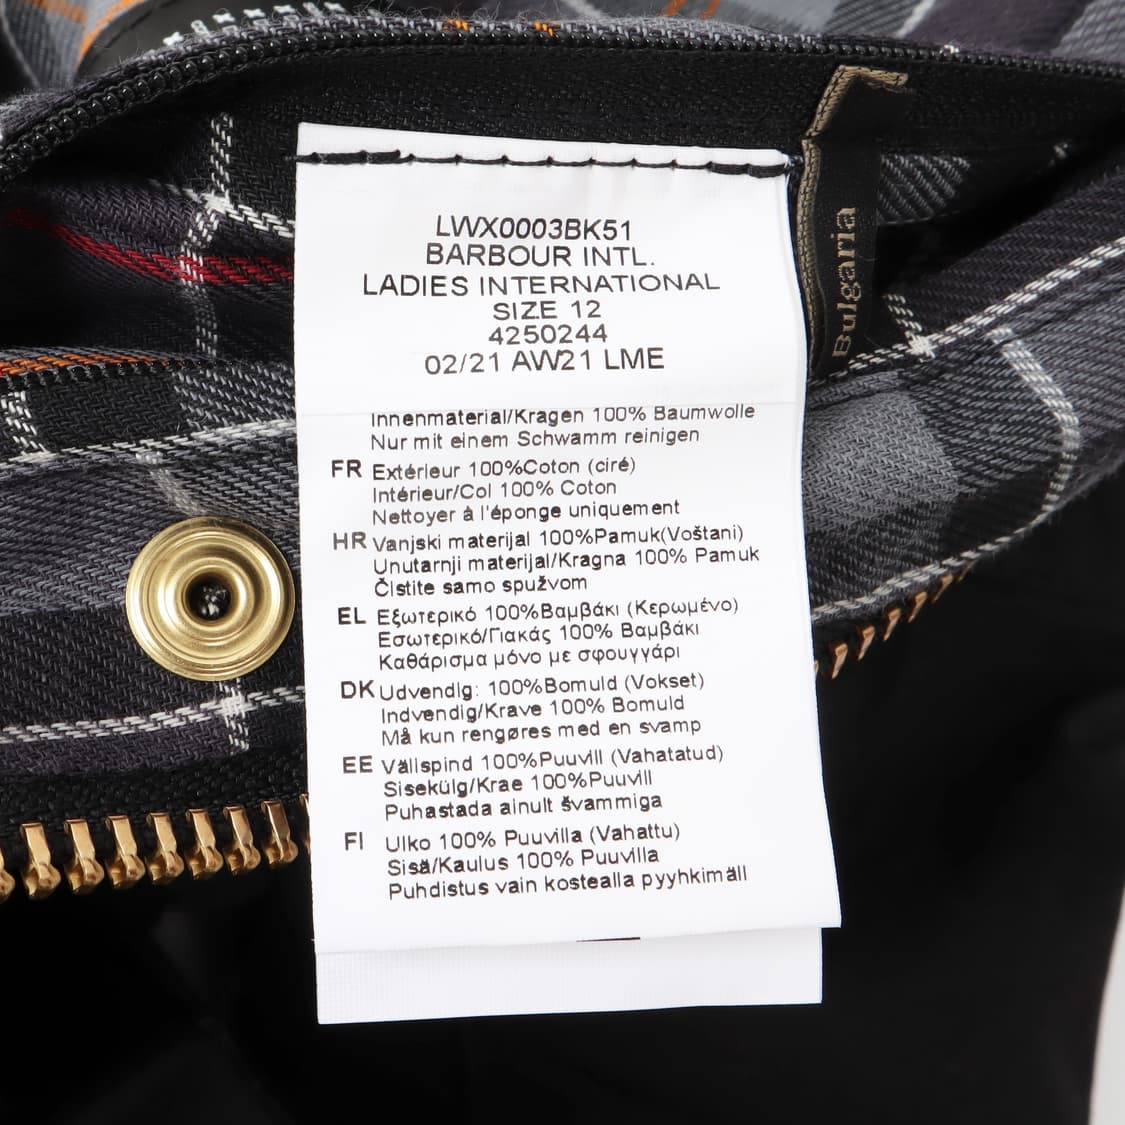 LWX0003BK51
BARBOUR INTL.
LADIES INTERNATIONAL
SIZE 12
4250244
02/21 AW21 LME
Innenmaterial/Kragen 100% Baumwolle
Nur mit einem Schwamm reinigen
FR Extérieur 100%Coton (ciré)
Intérieur/Col 100% Coton
Nettoyer à l'éponge uniquement
HR Vanjski materijal 100%Pamuk(Voštani)
Unutarnji materijal/Kragna 100% Pamuk
Čistite samo spužvom
EL Εξωτερικό 100%Βαμβάκι (Κερωμένο)
Εσωτερικό/Γιακάς 100% Βαμβάκι
Καθάρισμα μόνο με σφουγγάρι
DK Udvendig: 100%Bomuld (Vokset)
Indvendig/Krave 100% Bomuld
Må kun rengøres med en svamp
EE Välispind 100%Puuvill (Vahatatud)
Sisekülg/Krae 100%Puuvill
Puhastada ainult švammiga
FI Ulko 100% Puuvilla (Vahattu)
Sisä/Kaulus 100% Puuvilla
Puhdistus vain kostealla pyyhkimäll
Bulgaria